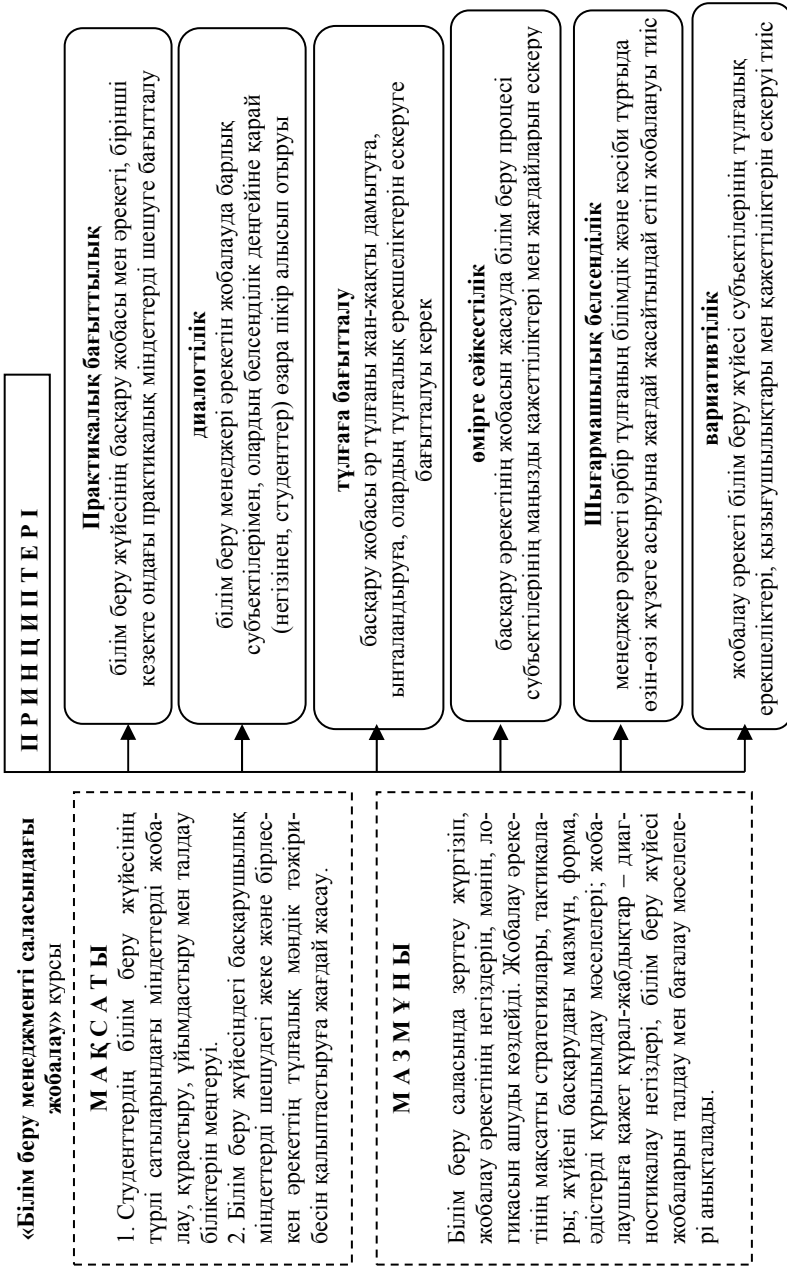 «Білім беру менеджменті саласындағы
жобалау» курсы
М А Қ С А Т Ы
1. Студенттердің білім беру жүйесінің
түрлі сатыларындағы міндеттерді жоба-
лау, құрастыру, ұйымдастыру мен талдау
біліктерін меңгеруі.
2. Білім беру жүйесіндегі басқарушылық
міндеттерді шешудегі жеке және бірлес-
кен әрекеттің тұлғалық мәндік тәжіри-
бесін қалыптастыруға жағдай жасау.
М А З М Ұ Н Ы
Білім беру саласында зерттеу жүргізіп,
жобалау әрекетінің негіздерін, мәнін, ло-
гикасын ашуды көздейді. Жобалау әреке-
тінің мақсатты стратегиялары, тактикала-
ры; жүйені басқарудағы мазмұн, форма,
әдістерді құрылымдау мәселелері; жоба-
лаушыға қажет құрал-жабдықтар – диаг-
ностикалау негіздері, білім беру жүйесі
жобаларын талдау мен бағалау мәселеле-
рі анықталады.
П Р И Н Ц И П Т Е Р І
Практикалық бағыттылық
білім беру жүйесінің басқару жобасы мен әрекеті, бірінші
кезекте ондағы практикалық міндеттерді шешуге бағытталу
диалогтілік
білім беру менеджері әрекетін жобалауда барлық
субъектілерімен, олардың белсенділік деңгейіне қарай
(негізінен, студенттер) өзара пікір алысып отыруы
тұлғаға бағытталу
басқару жобасы әр тұлғаны жан-жақты дамытуға,
ынталандыруға, олардың тұлғалық ерекшеліктерін ескеруге
бағытталуы керек
өмірге сәйкестілік
басқару әрекетінің жобасын жасауда білім беру процесі
субъектілерінің маңызды қажеттіліктері мен жағдайларын ескеру
Шығармашылық белсенділік
менеджер әрекеті әрбір тұлғаның білімдік және кәсіби тұрғыда
өзін-өзі жүзеге асыруына жағдай жасайтындай етіп жобалануы тиіс
вариативтілік
жобалау әрекеті білім беру жүйесі субъектілерінің тұлғалық
ерекшеліктері, қызығушылықтары мен қажеттіліктерін ескеруі тиіс